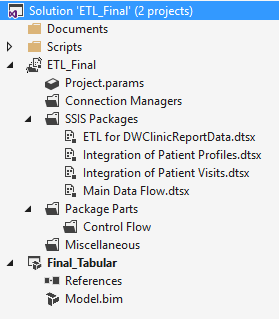 Solution 'ETL_Final' (2 projects)
Documents
Scripts
ETL_Final
Project.params
Connection Managers
SSIS Packages
ETL for DWClinicReportData.dtsx
Integration of Patient Profiles.dtsx
Integration of Patient Visits.dtsx
Main Data Flow.dtsx
Package Parts
Control Flow
Miscellaneous
Final_Tabular
References
Model.bim